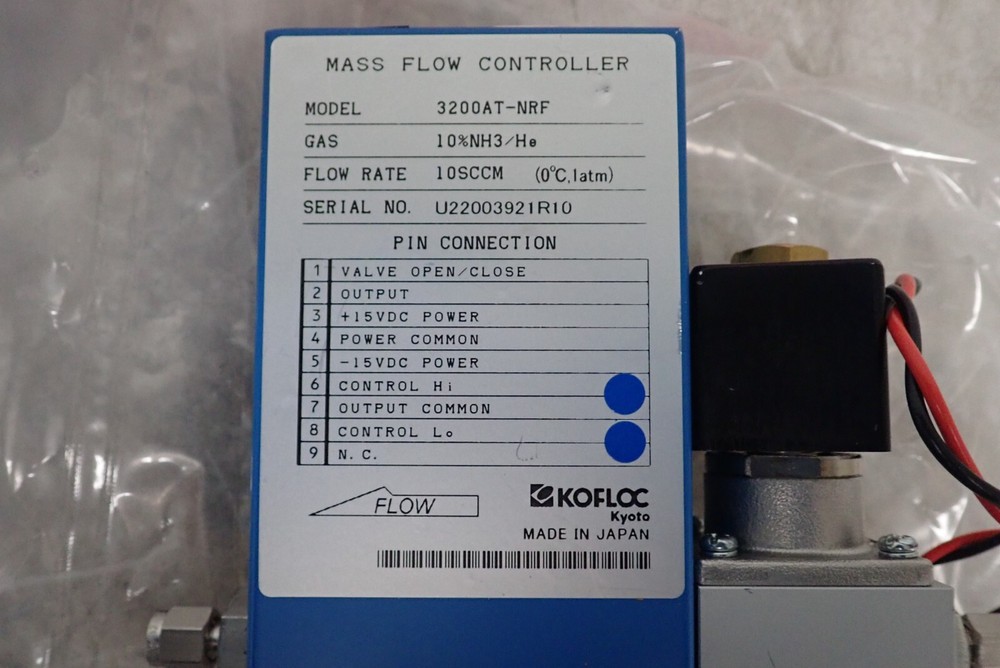 MASS FLOW CONTROLLER
MODEL 3200AT-NRF
GAS 10%NH3/He
FLOW RATE 10SCCM (0℃,1atm)
SERIAL NO. U22003921R10
PIN CONNECTION
1 VALVE OPEN/CLOSE
2 OUTPUT
3 +15VDC POWER
4 POWER COMMON
5 -15VDC POWER
6 CONTROL Hi
7 OUTPUT COMMON
8 CONTROL Lo
9 N.C.
FLOW
KOFLOC
Kyoto
MADE IN JAPAN